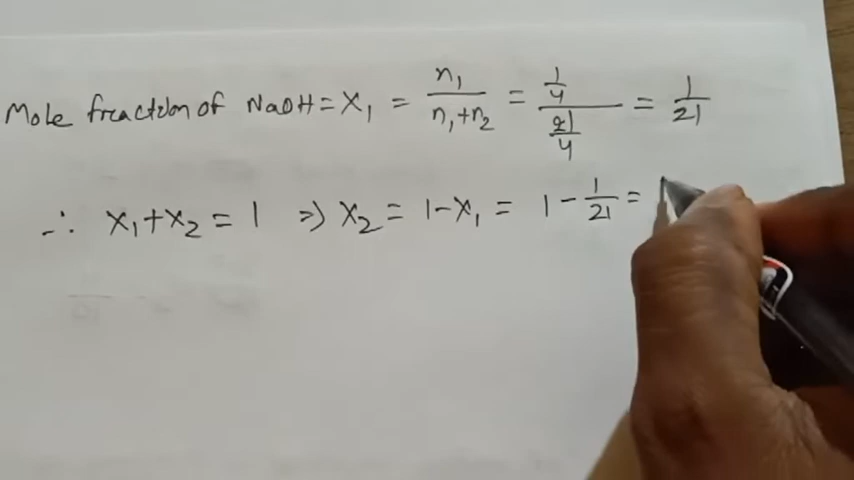 Mole fraction of NaOH = X₁ = n₁/(n₁+n₂) = (1/4)/(21/4) = 1/21
∴ X₁+X₂ = 1 ⇒ X₂ = 1-X₁ = 1 - 1/21 =